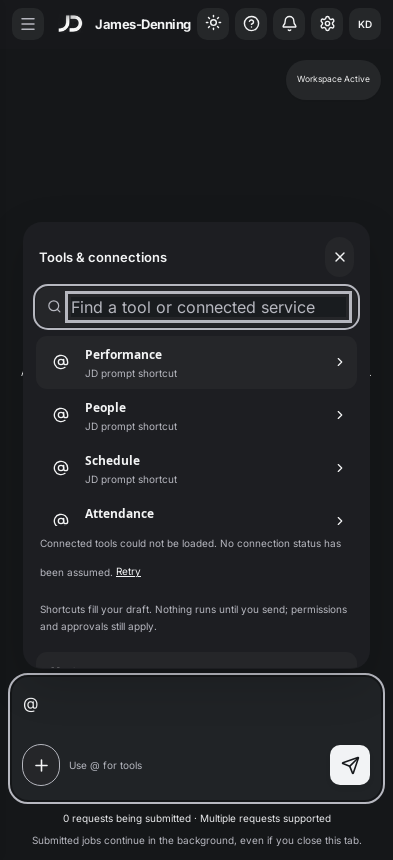 JD James-Denning KD
Workspace Active
Tools & connections
Find a tool or connected service
@ Performance
JD prompt shortcut
@ People
JD prompt shortcut
@ Schedule
JD prompt shortcut
@ Attendance
Connected tools could not be loaded. No connection status has
been assumed. Retry
Shortcuts fill your draft. Nothing runs until you send; permissions
and approvals still apply.
@
Use @ for tools
0 requests being submitted · Multiple requests supported
Submitted jobs continue in the background, even if you close this tab.